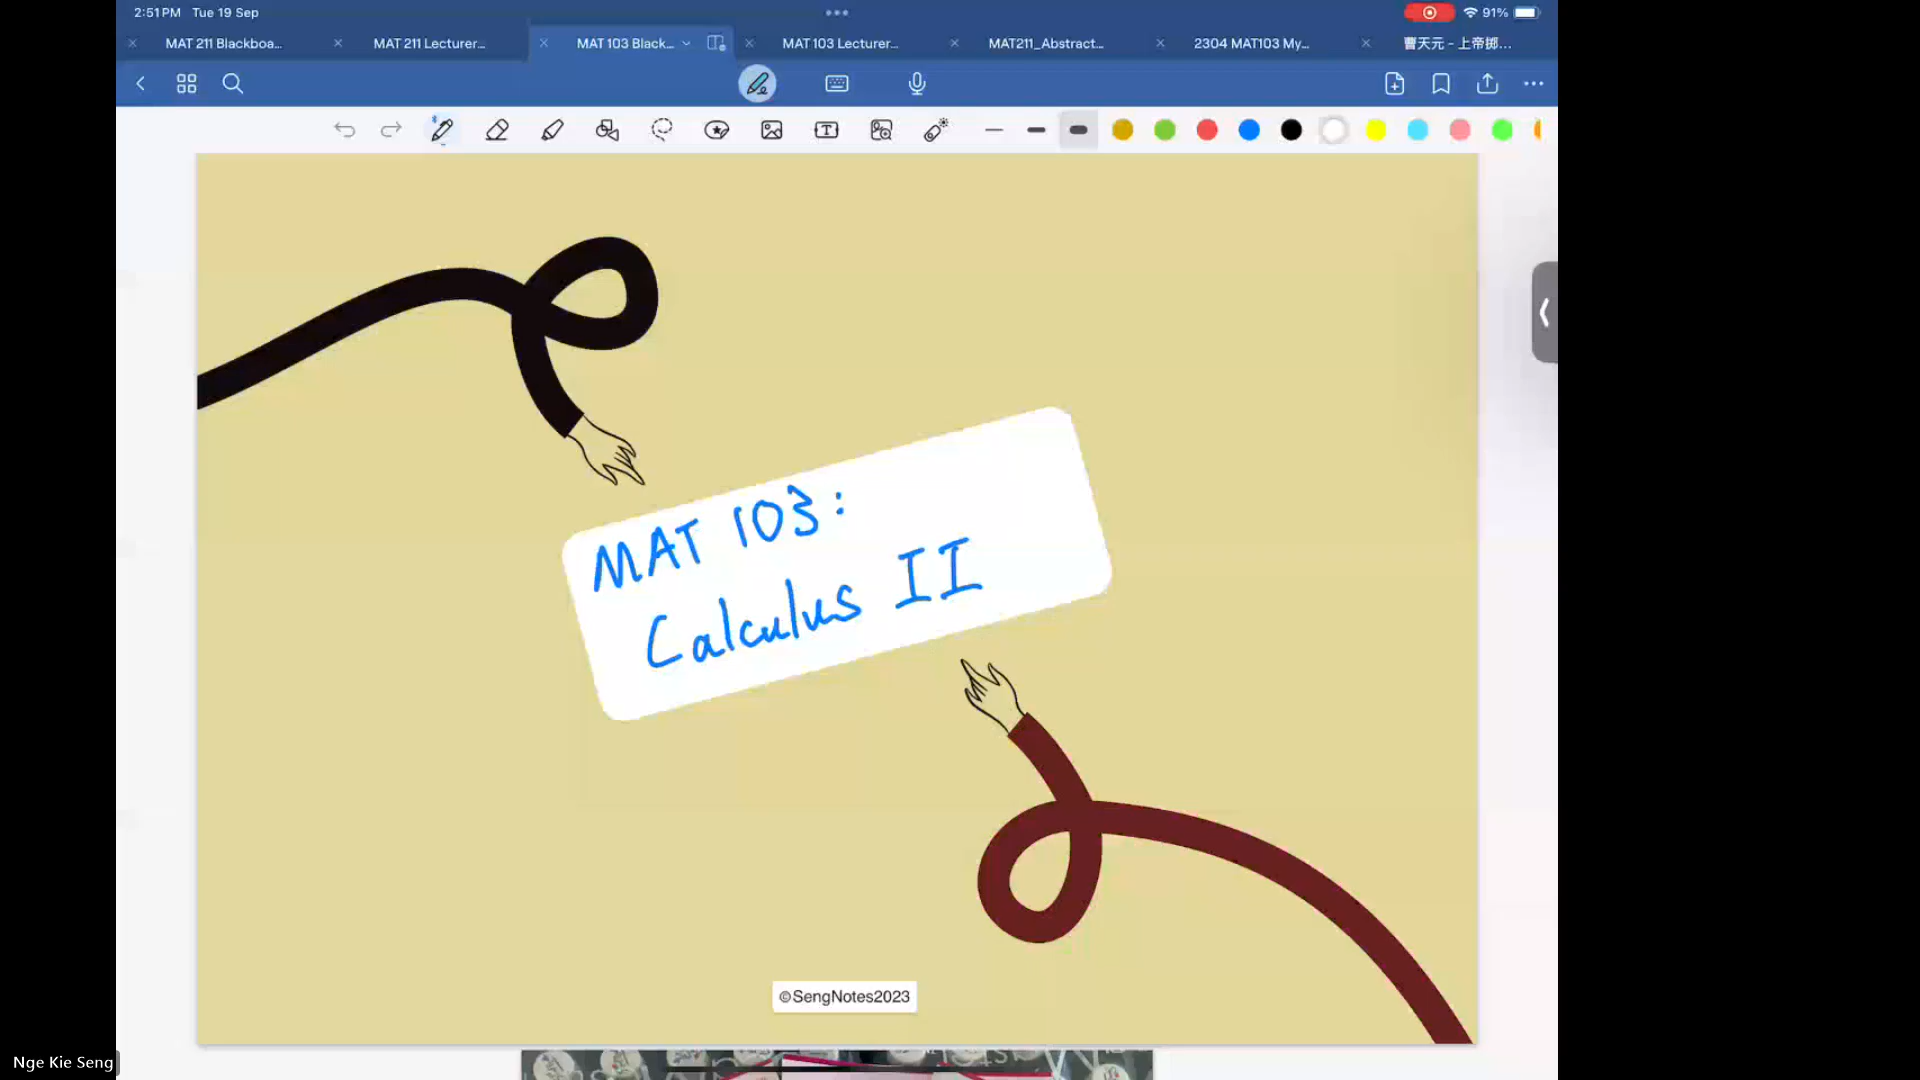 2:51 PM Tue 19 Sep
91%
MAT 211 Blackboa...
MAT 211 Lecturer...
MAT 103 Black...
MAT 103 Lecturer...
MAT211_Abstract...
2304 MAT103 My...
曹天元 - 上帝掷...
MAT 103:
Calculus II
©SengNotes2023
Nge Kie Seng